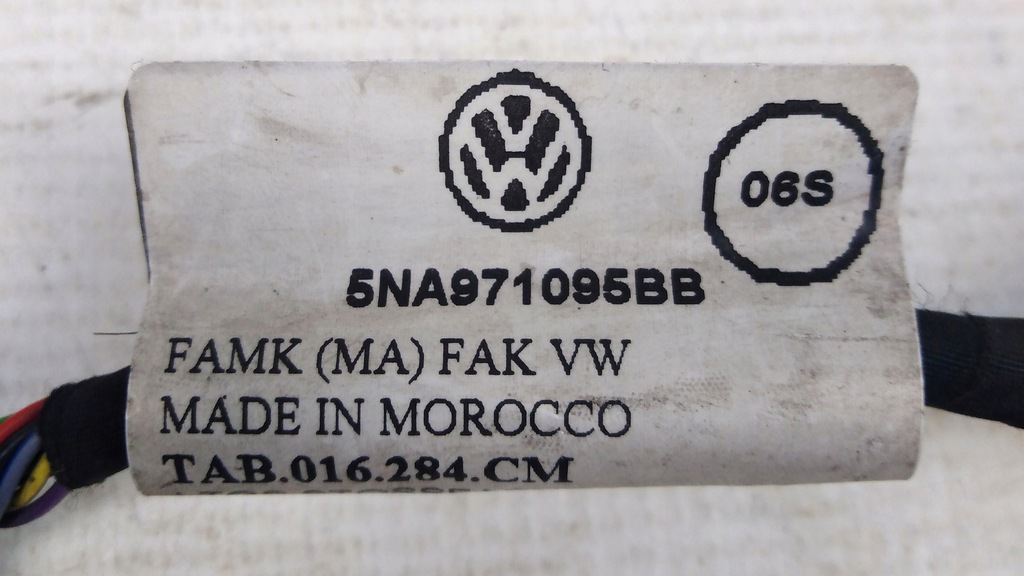 06S
5NA971095BB
FAMK (MA) FAK VW
MADE IN MOROCCO
TAB.016.284.CM